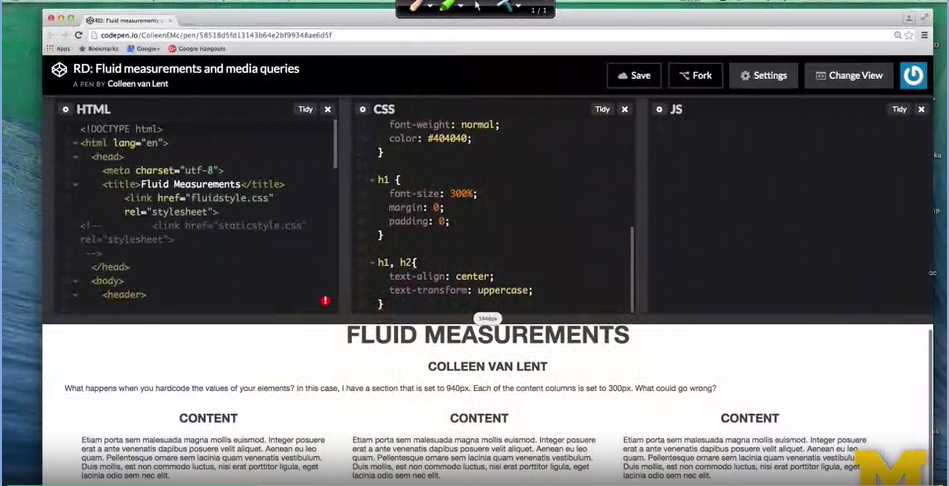 1 / 1
RD: Fluid measurements
codepen.io/ColleenEMc/pen/58518d5fd13143b64e2bf99348ae6d5f
Apps Bookmarks Google+ Google hangouts
RD: Fluid measurements and media queries
A PEN BY Colleen van Lent
Save Fork Settings Change View
HTML Tidy x
<!DOCTYPE html>
<html lang="en">
<head>
<meta charset="utf-8">
<title>Fluid Measurements</title>
<link href="fluidstyle.css"
rel="stylesheet">
<!-- <link href="staticstyle.css"
rel="stylesheet">
-->
</head>
<body>
<header>
CSS Tidy x
font-weight: normal;
color: #404040;
}
h1 {
font-size: 300%;
margin: 0;
padding: 0;
}
h1, h2{
text-align: center;
text-transform: uppercase;
}
JS Tidy x
1446px
FLUID MEASUREMENTS
COLLEEN VAN LENT
What happens when you hardcode the values of your elements? In this case, I have a section that is set to 940px. Each of the content columns is set to 300px. What could go wrong?
CONTENT
Etiam porta sem malesuada magna mollis euismod. Integer posuere
erat a ante venenatis dapibus posuere velit aliquet. Aenean eu leo
quam. Pellentesque ornare sem lacinia quam venenatis vestibulum.
Duis mollis, est non commodo luctus, nisi erat porttitor ligula, eget
lacinia odio sem nec elit.
CONTENT
Etiam porta sem malesuada magna mollis euismod. Integer posuere
erat a ante venenatis dapibus posuere velit aliquet. Aenean eu leo
quam. Pellentesque ornare sem lacinia quam venenatis vestibulum.
Duis mollis, est non commodo luctus, nisi erat porttitor ligula, eget
lacinia odio sem nec elit.
CONTENT
Etiam porta sem malesuada magna mollis euismod. Integer posuere
erat a ante venenatis dapibus posuere velit aliquet. Aenean eu leo
quam. Pellentesque ornare sem lacinia quam venenatis vestibulum.
Duis mollis, est non commodo luctus, nisi erat porttitor ligula, eget
lacinia odio sem nec elit.
M